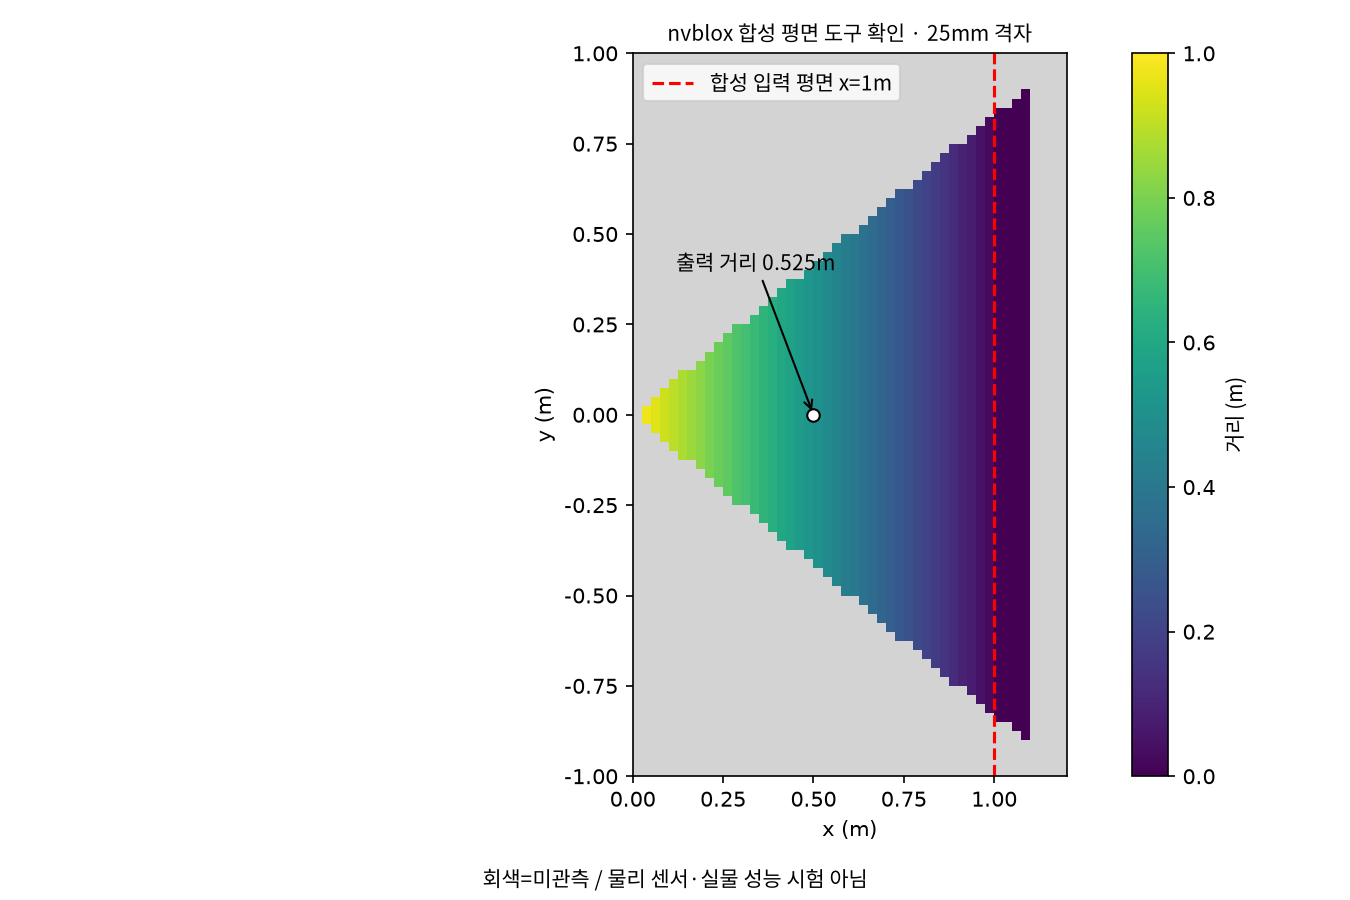 nvblox 합성 평면 도구 확인 · 25mm 격자
합성 입력 평면 x=1m
출력 거리 0.525m
1.00
0.75
0.50
0.25
0.00
-0.25
-0.50
-0.75
-1.00
y (m)
0.00 0.25 0.50 0.75 1.00
x (m)
1.0
0.8
0.6
0.4
0.2
0.0
거리 (m)
회색=미관측 / 물리 센서·실물 성능 시험 아님